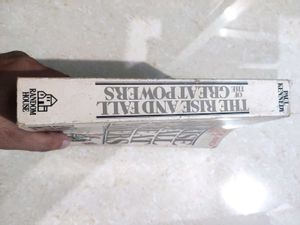 PAUL
KENNEDY
THE RISE AND FALL
OF THE GREAT POWERS
RANDOM
HOUSE